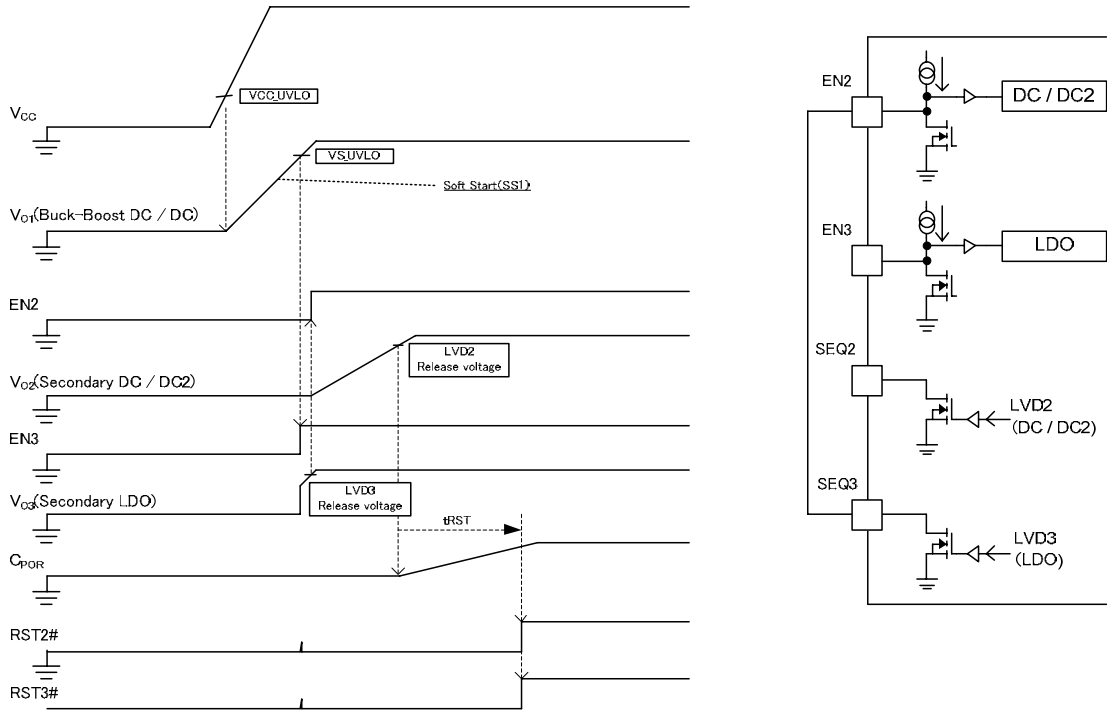 VCC
VCC_UVLO
VS_UVLO
Soft Start(SS1)
VO1(Buck-Boost DC / DC)
EN2
LVD2
Release voltage
VO2(Secondary DC / DC2)
EN3
LVD3
Release voltage
VO3(Secondary LDO)
tRST
CPOR
RST2#
RST3#
EN2
DC / DC2
EN3
LDO
SEQ2
LVD2
(DC / DC2)
SEQ3
LVD3
(LDO)